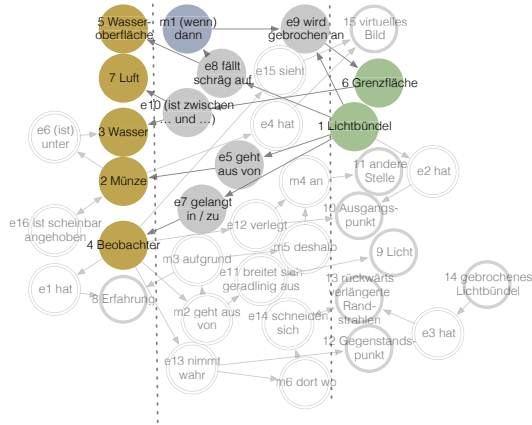 5 Wasser-
oberfläche
m1 (wenn)
dann
e9 wird
gebrochen an
15 virtuelles
Bild
e8 fällt
schräg auf
e15 sieht
7 Luft
6 Grenzfläche
e10 (ist zwischen
... und ...)
e6 (ist)
unter
3 Wasser
e4 hat
1 Lichtbündel
e5 geht
aus von
2 Münze
m4 an
11 andere
Stelle
e2 hat
e7 gelangt
in / zu
e16 ist scheinbar
angehoben
e12 verlegt
10 Ausgangs-
punkt
4 Beobachter
m3 aufgrund
m5 deshalb
9 Licht
e11 breitet sich
geradlinig aus
e1 hat
8 Erfahrung
13 rückwärts
verlängerte
Rand-
strahlen
14 gebrochenes
Lichtbündel
m2 geht aus
von
e14 schneiden
sich
e3 hat
12 Gegenstands-
punkt
e13 nimmt
wahr
m6 dort wo